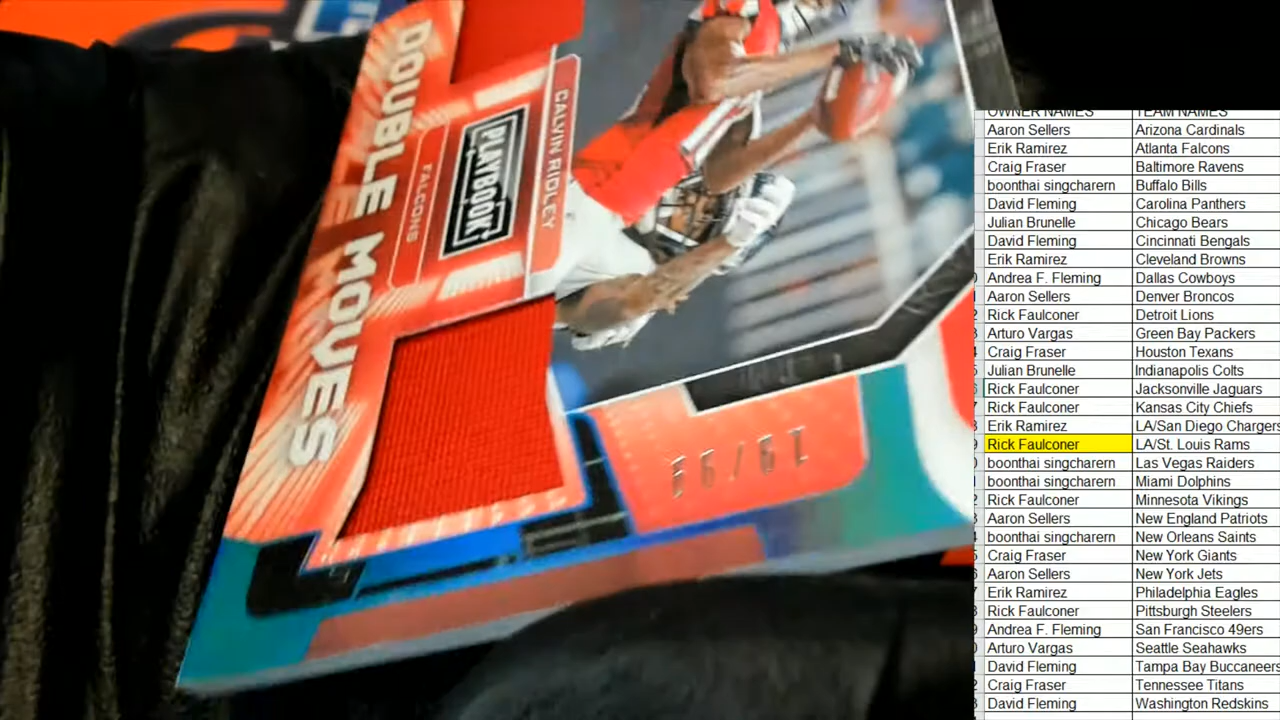 DOUBLE MOVES
FALCONS
PLAYBOOK
CALVIN RIDLEY
OWNER NAMES TEAM NAMES
Aaron Sellers Arizona Cardinals
Erik Ramirez Atlanta Falcons
Craig Fraser Baltimore Ravens
boonthai singcharern Buffalo Bills
David Fleming Carolina Panthers
Julian Brunelle Chicago Bears
David Fleming Cincinnati Bengals
Erik Ramirez Cleveland Browns
Andrea F. Fleming Dallas Cowboys
Aaron Sellers Denver Broncos
Rick Faulconer Detroit Lions
Arturo Vargas Green Bay Packers
Craig Fraser Houston Texans
Julian Brunelle Indianapolis Colts
Rick Faulconer Jacksonville Jaguars
Rick Faulconer Kansas City Chiefs
Erik Ramirez LA/San Diego Chargers
Rick Faulconer LA/St. Louis Rams
boonthai singcharern Las Vegas Raiders
boonthai singcharern Miami Dolphins
Rick Faulconer Minnesota Vikings
Aaron Sellers New England Patriots
boonthai singcharern New Orleans Saints
Craig Fraser New York Giants
Aaron Sellers New York Jets
Erik Ramirez Philadelphia Eagles
Rick Faulconer Pittsburgh Steelers
Andrea F. Fleming San Francisco 49ers
Arturo Vargas Seattle Seahawks
David Fleming Tampa Bay Buccaneers
Craig Fraser Tennessee Titans
David Fleming Washington Redskins